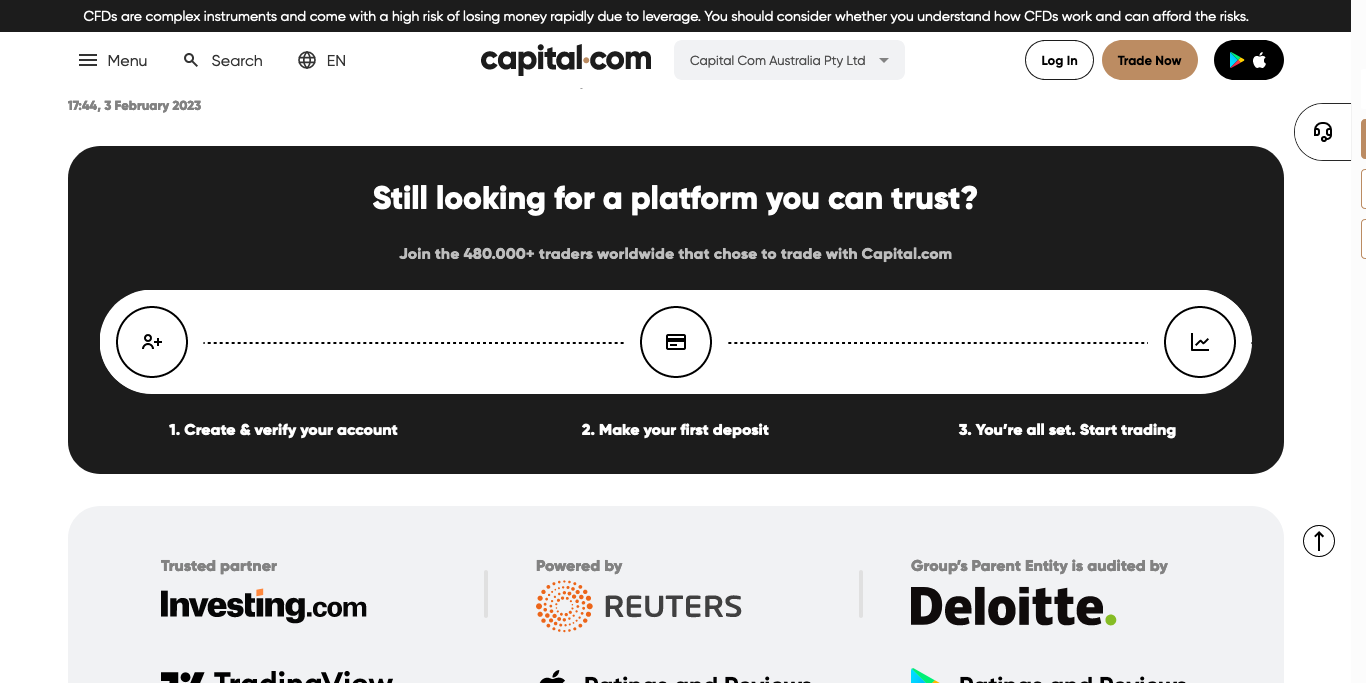 CFDs are complex instruments and come with a high risk of losing money rapidly due to leverage. You should consider whether you understand how CFDs work and can afford the risks.
Menu Search EN capital.com Capital Com Australia Pty Ltd Log In Trade Now
17:44, 3 February 2023
Still looking for a platform you can trust?
Join the 480.000+ traders worldwide that chose to trade with Capital.com
1. Create & verify your account
2. Make your first deposit
3. You’re all set. Start trading
Trusted partner
Investing.com
Powered by
REUTERS
Group’s Parent Entity is audited by
Deloitte.
TradingView
Ratings and Reviews
Ratings and Reviews